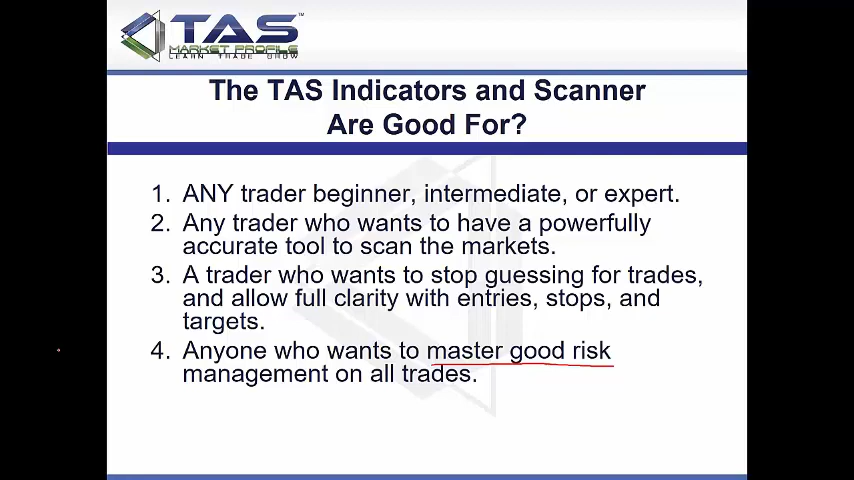 TAS
MARKET PROFILE
LEARN TRADE GROW
The TAS Indicators and Scanner
Are Good For?
1. ANY trader beginner, intermediate, or expert.
2. Any trader who wants to have a powerfully
accurate tool to scan the markets.
3. A trader who wants to stop guessing for trades,
and allow full clarity with entries, stops, and
targets.
4. Anyone who wants to master good risk
management on all trades.